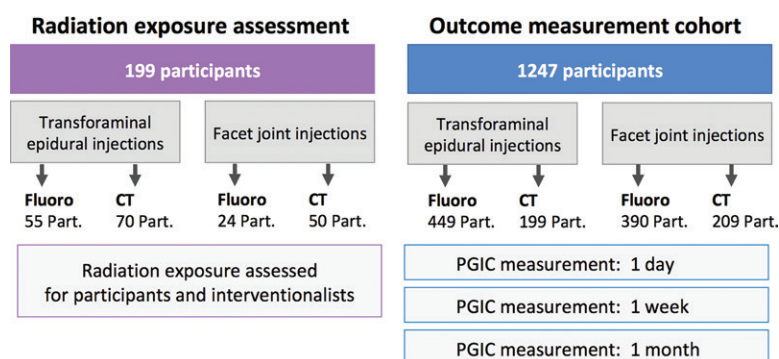 Radiation exposure assessment
199 participants
Transforaminal
epidural injections
Facet joint injections
Fluoro
55 Part.
CT
70 Part.
Fluoro
24 Part.
CT
50 Part.
Radiation exposure assessed
for participants and interventionalists
Outcome measurement cohort
1247 participants
Transforaminal
epidural injections
Facet joint injections
Fluoro
449 Part.
CT
199 Part.
Fluoro
390 Part.
CT
209 Part.
PGIC measurement: 1 day
PGIC measurement: 1 week
PGIC measurement: 1 month